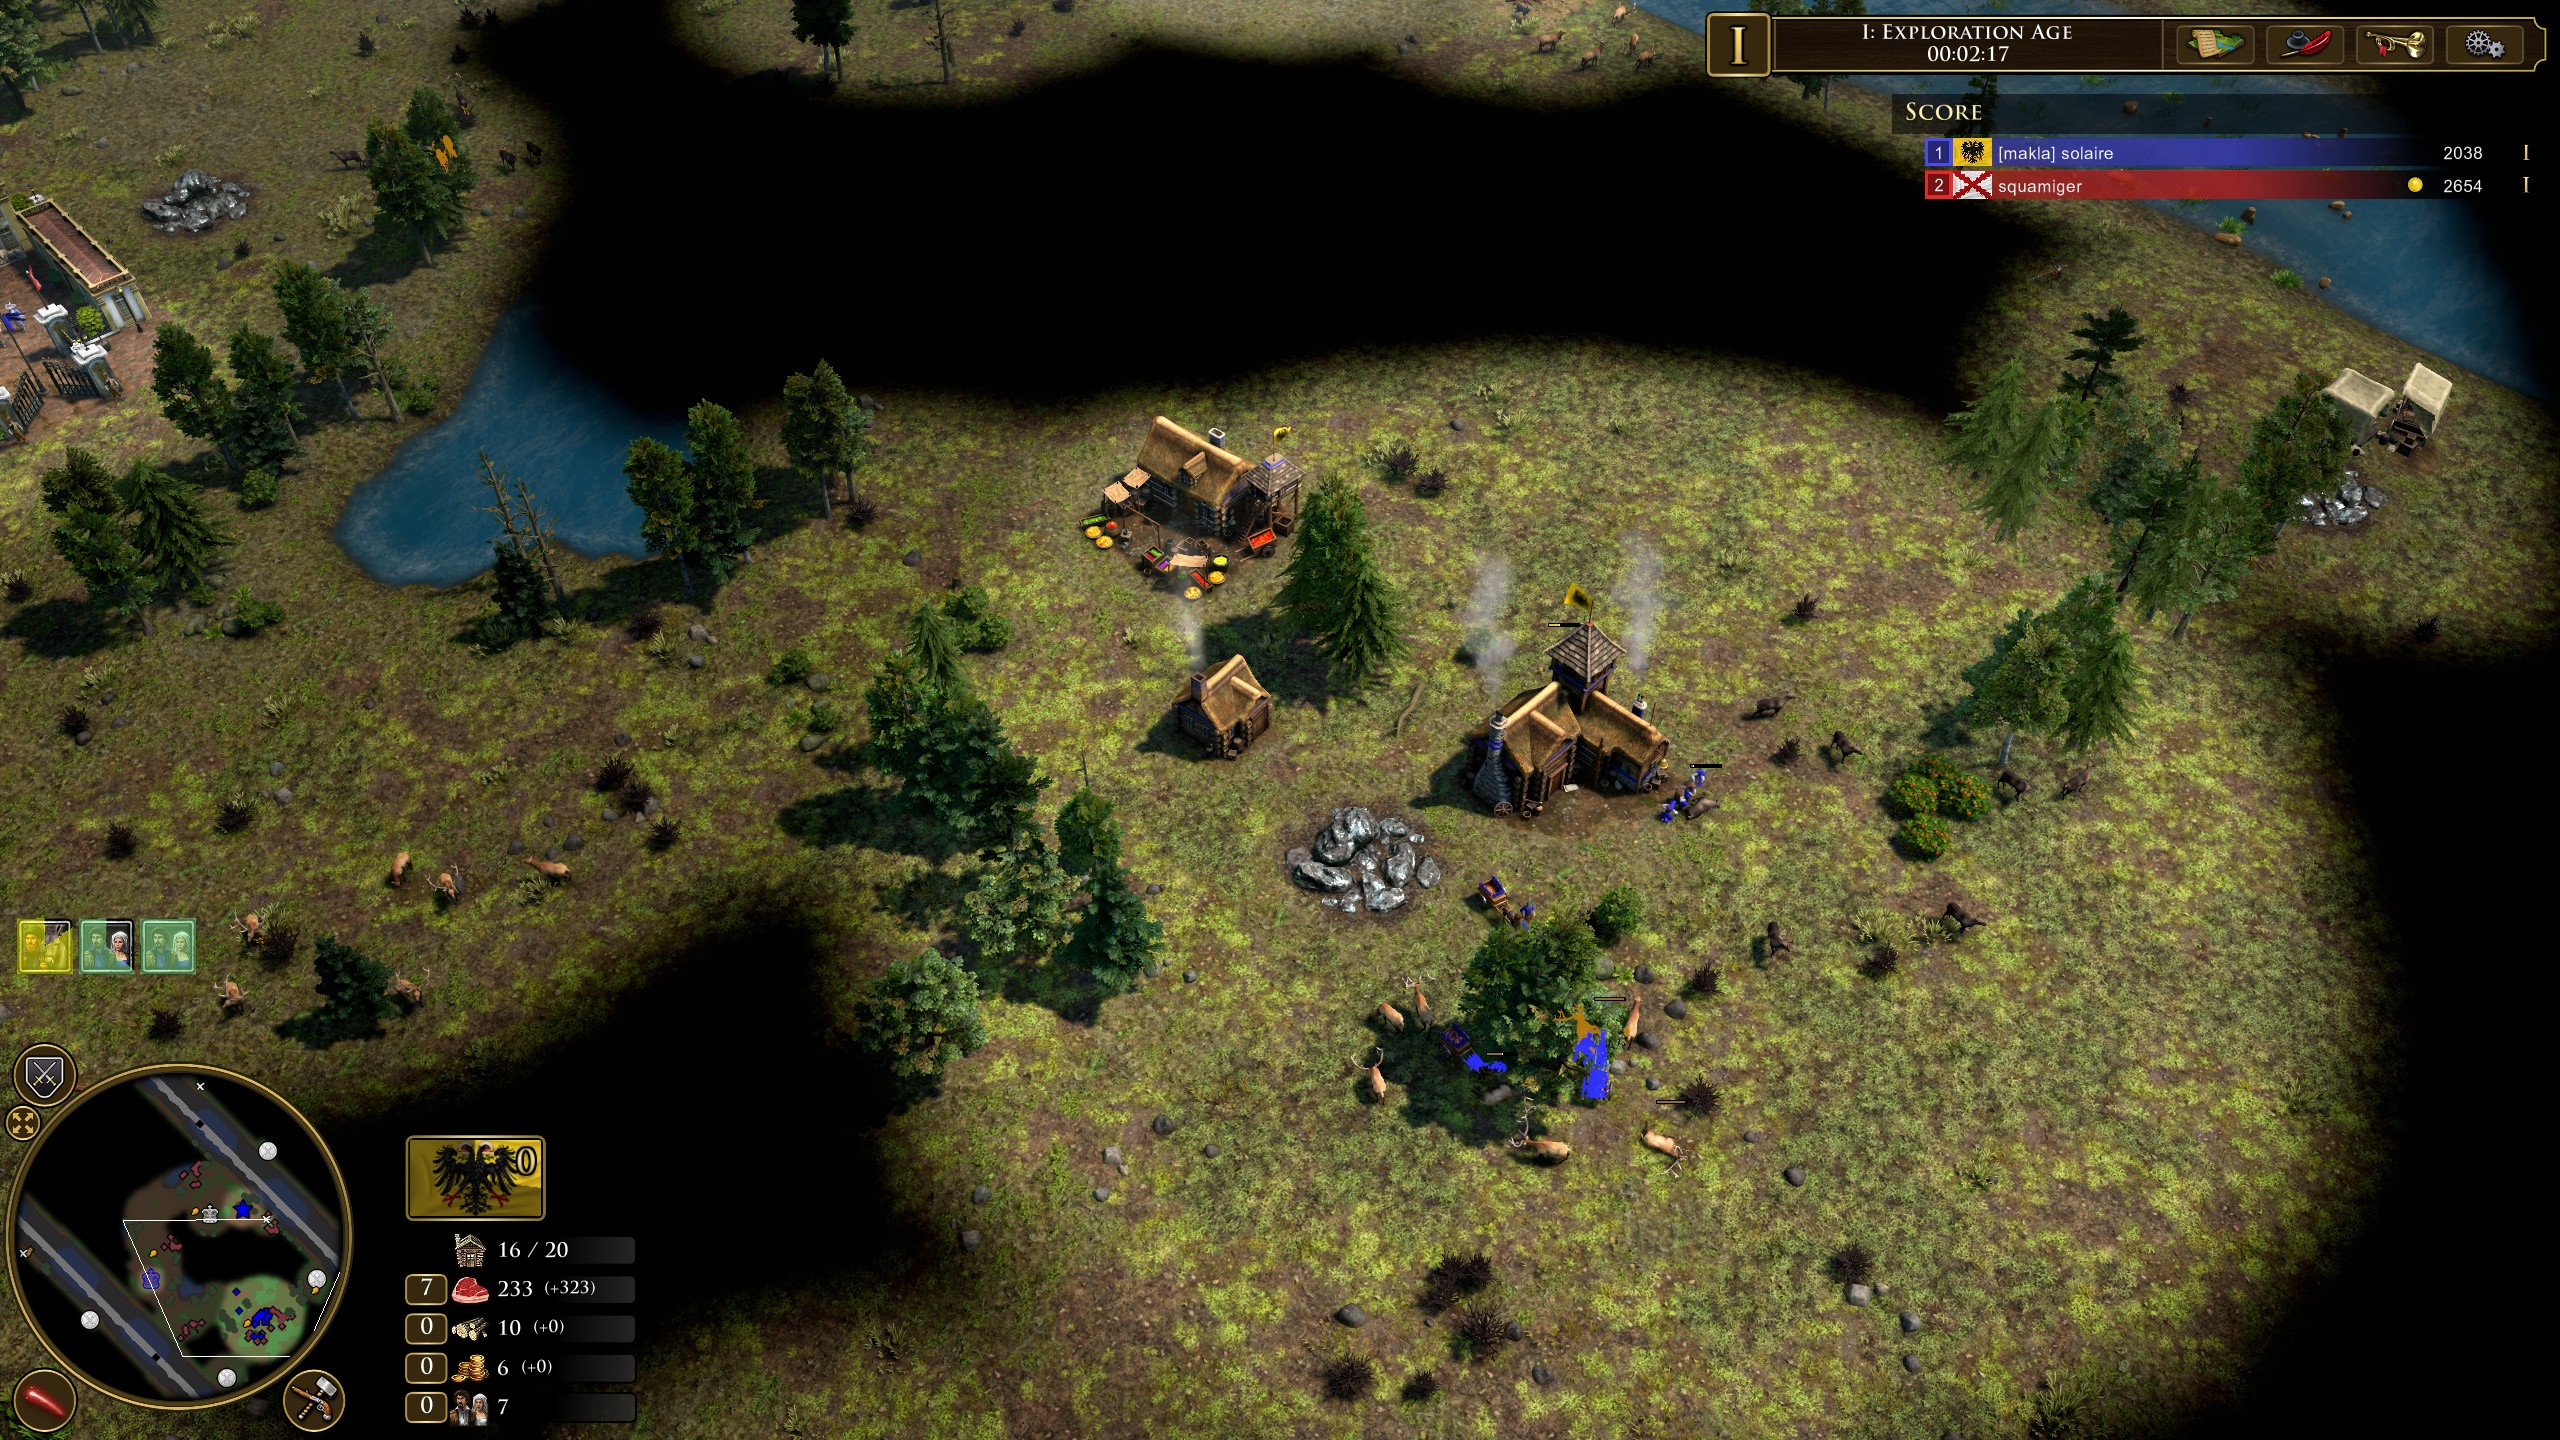 I
I: Exploration Age
00:02:17
Score
1 [makla] solaire 2038 I
2 squamiger 2654 I
0
16 / 20
7 233 (+323)
0 10 (+0)
0 6 (+0)
0 7